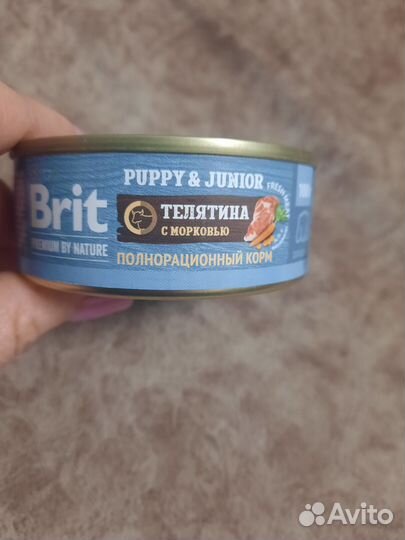 Brit
PREMIUM BY NATURE
PUPPY & JUNIOR
ТЕЛЯТИНА
С МОРКОВЬЮ
ПОЛНОРАЦИОННЫЙ КОРМ
Avito